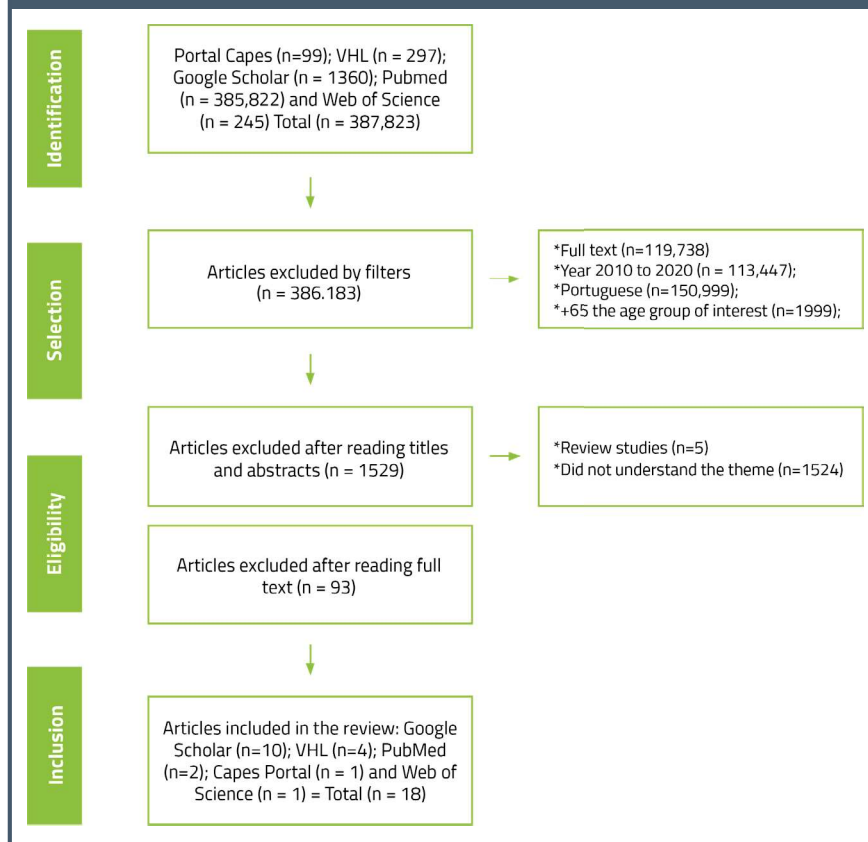 Identification
Portal Capes (n=99); VHL (n = 297);
Google Scholar (n = 1360); Pubmed
(n = 385,822) and Web of Science
(n = 245) Total (n = 387,823)
Selection
Articles excluded by filters
(n = 386.183)
*Full text (n=119,738)
*Year 2010 to 2020 (n = 113,447);
*Portuguese (n=150,999);
*+65 the age group of interest (n=1999);
Eligibility
Articles excluded after reading titles
and abstracts (n = 1529)
*Review studies (n=5)
*Did not understand the theme (n=1524)
Articles excluded after reading full
text (n = 93)
Inclusion
Articles included in the review: Google
Scholar (n=10); VHL (n=4); PubMed
(n=2); Capes Portal (n = 1) and Web of
Science (n = 1) = Total (n = 18)